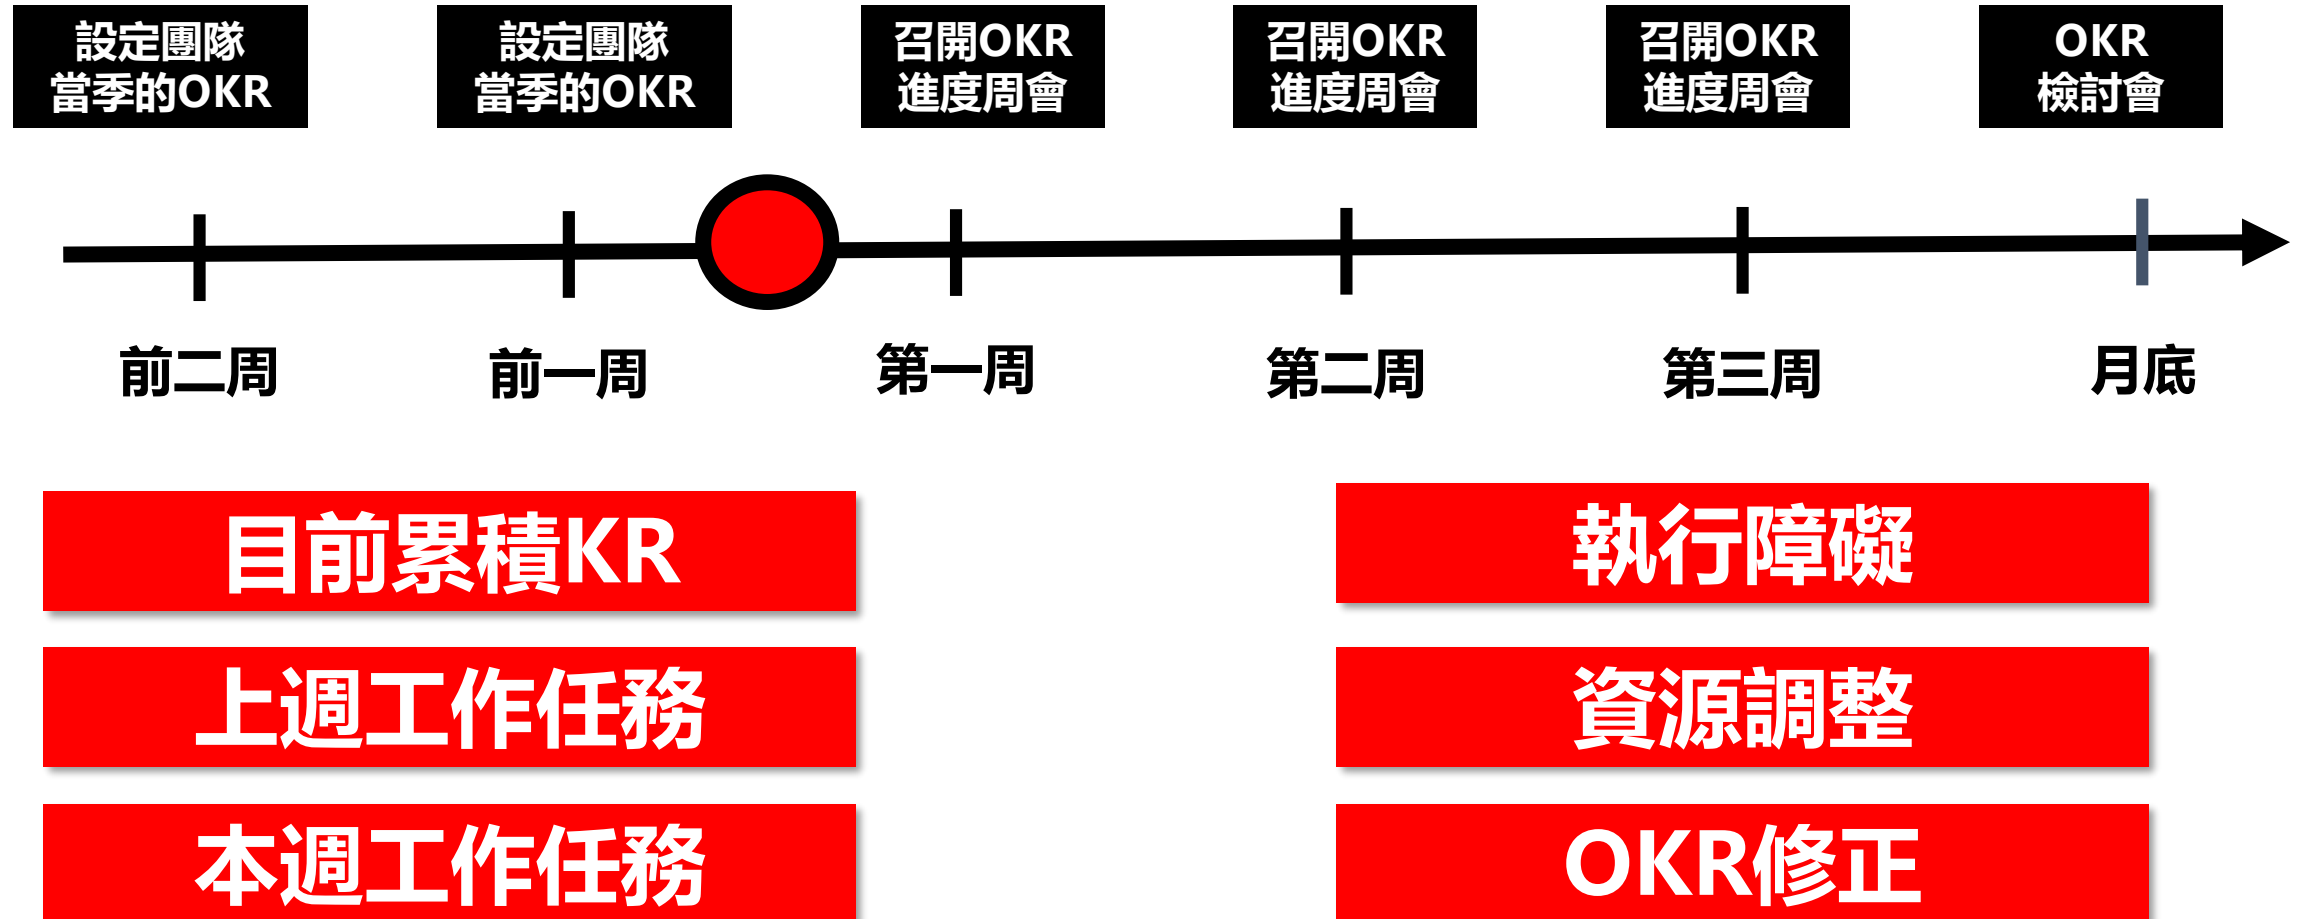 設定團隊
當季的OKR
設定團隊
當季的OKR
召開OKR
進度周會
召開OKR
進度周會
召開OKR
進度周會
OKR
檢討會
前二周
前一周
第一周
第二周
第三周
月底
目前累積KR
上週工作任務
本週工作任務
執行障礙
資源調整
OKR修正